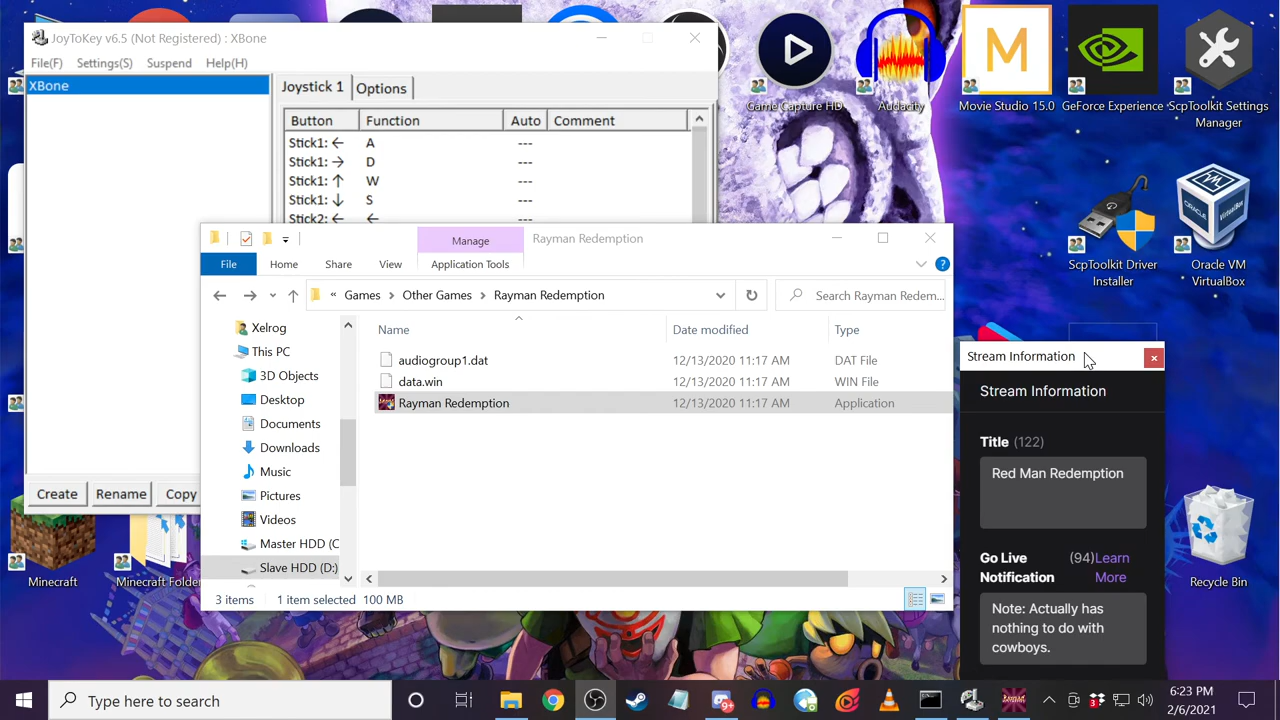 JoyToKey v6.5 (Not Registered) : XBone
File(F) Settings(S) Suspend Help(H)
XBone
Joystick 1 Options
Button Function Auto Comment
Stick1: ← A ---
Stick1: → D ---
Stick1: ↑ W ---
Stick1: ↓ S ---
Stick2: ← ← ---
Create Rename Copy
Game Capture HD
Audacity
Movie Studio 15.0
GeForce Experience
ScpToolkit Settings
Manager
ScpToolkit Driver
Installer
Oracle VM
VirtualBox
Manage Rayman Redemption
File Home Share View Application Tools
« Games > Other Games > Rayman Redemption
Search Rayman Redem...
Xelrog
This PC
3D Objects
Desktop
Documents
Downloads
Music
Pictures
Videos
Master HDD (C
Slave HDD (D:)
Name Date modified Type
audiogroup1.dat 12/13/2020 11:17 AM DAT File
data.win 12/13/2020 11:17 AM WIN File
Rayman Redemption 12/13/2020 11:17 AM Application
3 items 1 item selected 100 MB
Stream Information
Stream Information
Title (122)
Red Man Redemption
Go Live (94)Learn
Notification More
Note: Actually has
nothing to do with
cowboys.
Minecraft
Minecraft Folder
Recycle Bin
Type here to search
6:23 PM
2/6/2021